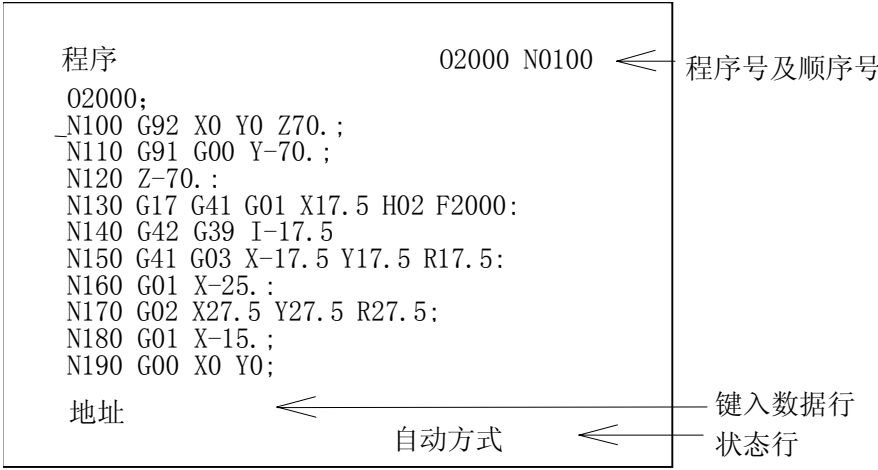 程序 O2000 N0100 程序号及顺序号
O2000;
N100 G92 X0 Y0 Z70.;
N110 G91 G00 Y-70.;
N120 Z-70.:
N130 G17 G41 G01 X17.5 H02 F2000:
N140 G42 G39 I-17.5
N150 G41 G03 X-17.5 Y17.5 R17.5:
N160 G01 X-25.:
N170 G02 X27.5 Y27.5 R27.5;
N180 G01 X-15.;
N190 G00 X0 Y0;
地址 键入数据行
自动方式 状态行